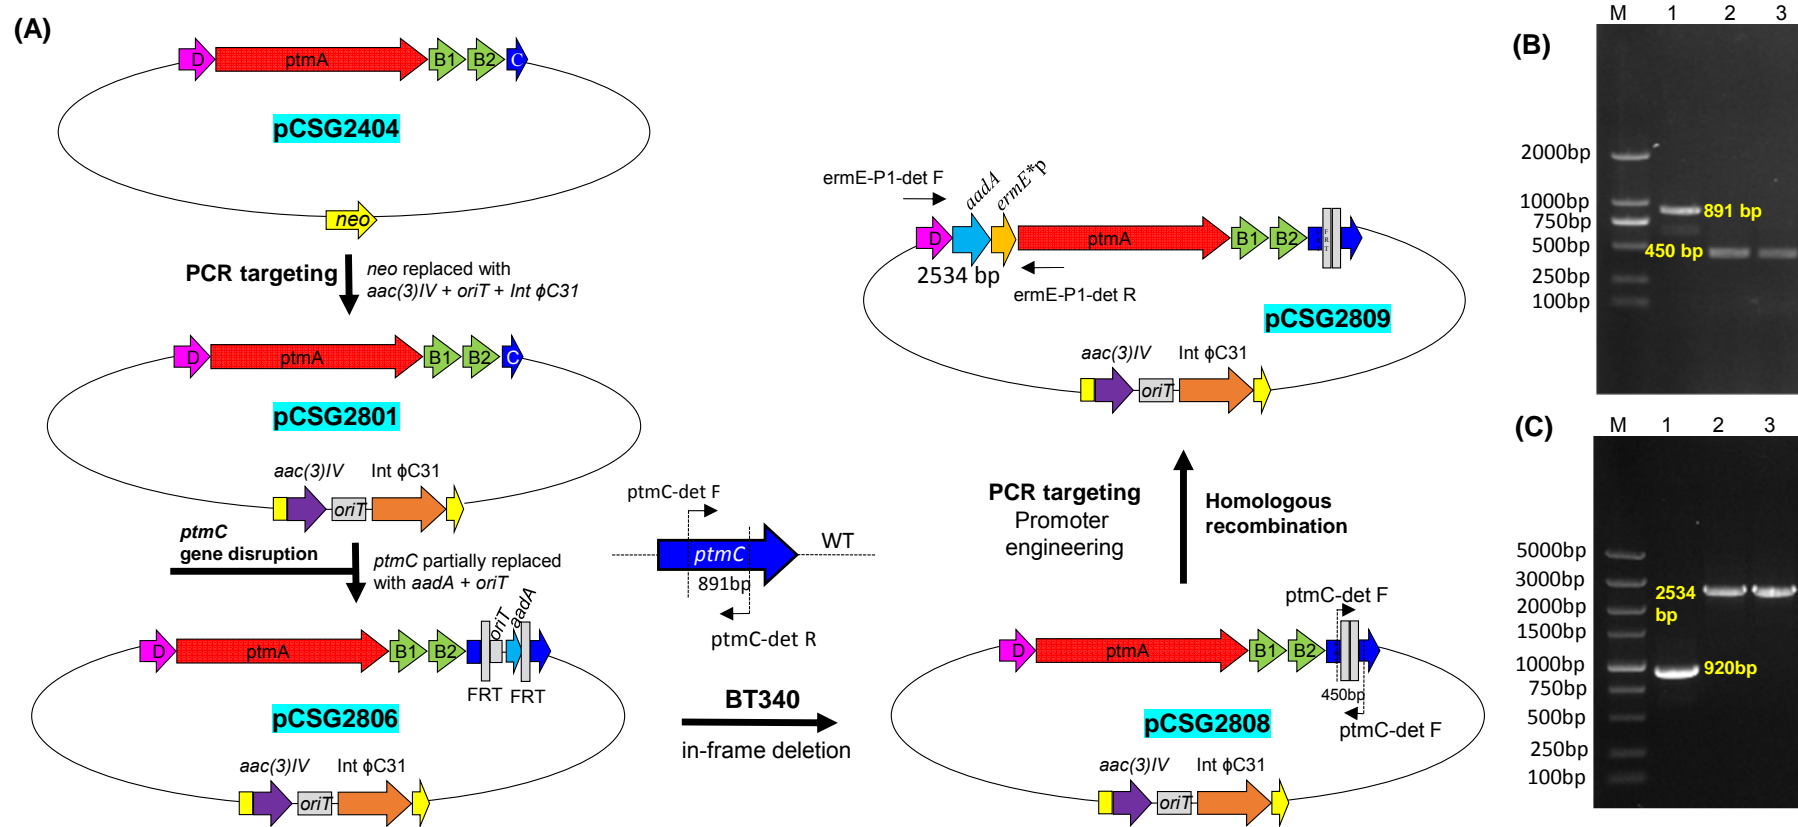 (A)
D
ptmA
B1
B2
C
pCSG2404
neo
PCR targeting
neo replaced with
aac(3)IV + oriT + Int ϕC31
D
ptmA
B1
B2
C
pCSG2801
aac(3)IV
Int ϕC31
oriT
ptmC
gene disruption
ptmC partially replaced
with aadA + oriT
oriT
aadA
D
ptmA
B1
B2
FRT
FRT
pCSG2806
aac(3)IV
Int ϕC31
oriT
ptmC-det F
ptmC
WT
891bp
ptmC-det R
BT340
in-frame deletion
ptmC-det F
D
ptmA
B1
B2
450bp
ptmC-det F
pCSG2808
aac(3)IV
Int ϕC31
oriT
PCR targeting
Promoter
engineering
Homologous
recombination
ermE-P1-det F
aadA
ermE*p
D
ptmA
B1
B2
FRT
2534 bp
ermE-P1-det R
pCSG2809
aac(3)IV
Int ϕC31
oriT
(B)
M
1
2
3
2000bp
1000bp
750bp
500bp
250bp
100bp
891 bp
450 bp
(C)
M
1
2
3
5000bp
3000bp
2000bp
1500bp
1000bp
750bp
500bp
250bp
100bp
2534
bp
920bp